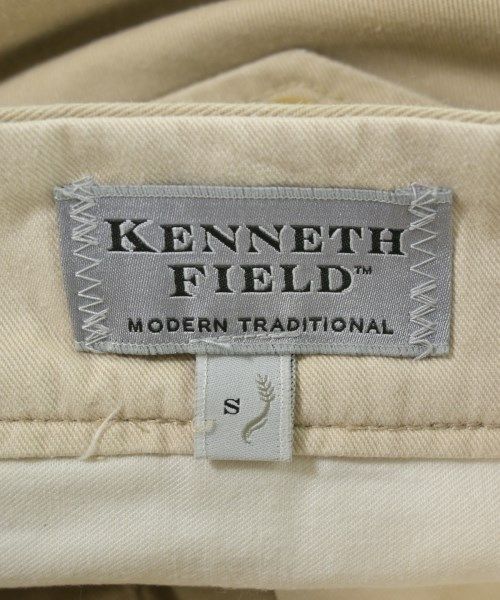 KENNETH
FIELD™
MODERN TRADITIONAL
S